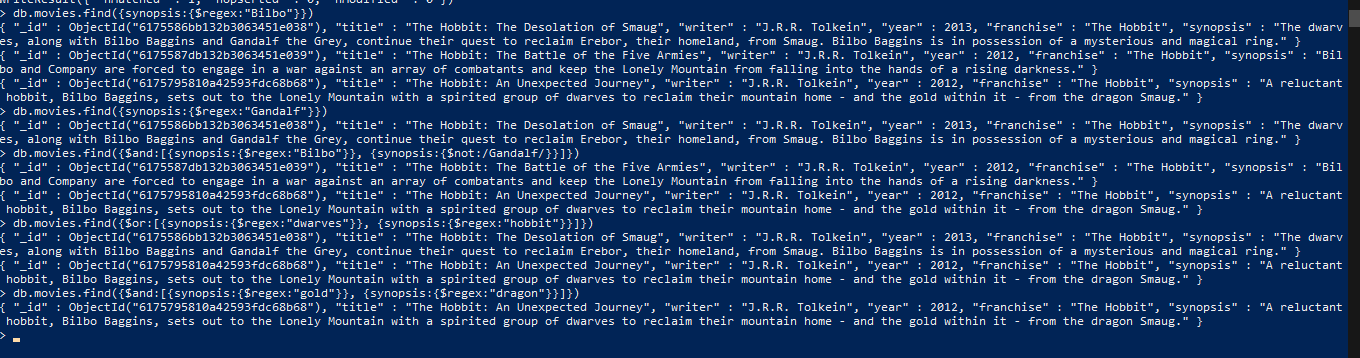 > db.movies.find({synopsis:{$regex:"Bilbo"}})
{ "_id" : ObjectId("6175586bb132b3063451e038"), "title" : "The Hobbit: The Desolation of Smaug", "writer" : "J.R.R. Tolkein", "year" : 2013, "franchise" : "The Hobbit", "synopsis" : "The dwarv
es, along with Bilbo Baggins and Gandalf the Grey, continue their quest to reclaim Erebor, their homeland, from Smaug. Bilbo Baggins is in possession of a mysterious and magical ring." }
{ "_id" : ObjectId("6175587db132b3063451e039"), "title" : "The Hobbit: The Battle of the Five Armies", "writer" : "J.R.R. Tolkein", "year" : 2012, "franchise" : "The Hobbit", "synopsis" : "Bil
bo and Company are forced to engage in a war against an array of combatants and keep the Lonely Mountain from falling into the hands of a rising darkness." }
{ "_id" : ObjectId("6175795810a42593fdc68b68"), "title" : "The Hobbit: An Unexpected Journey", "writer" : "J.R.R. Tolkein", "year" : 2012, "franchise" : "The Hobbit", "synopsis" : "A reluctant
 hobbit, Bilbo Baggins, sets out to the Lonely Mountain with a spirited group of dwarves to reclaim their mountain home - and the gold within it - from the dragon Smaug." }
> db.movies.find({synopsis:{$regex:"Gandalf"}})
{ "_id" : ObjectId("6175586bb132b3063451e038"), "title" : "The Hobbit: The Desolation of Smaug", "writer" : "J.R.R. Tolkein", "year" : 2013, "franchise" : "The Hobbit", "synopsis" : "The dwarv
es, along with Bilbo Baggins and Gandalf the Grey, continue their quest to reclaim Erebor, their homeland, from Smaug. Bilbo Baggins is in possession of a mysterious and magical ring." }
> db.movies.find({$and:[{synopsis:{$regex:"Bilbo"}}, {synopsis:{$not:/Gandalf/}}]})
{ "_id" : ObjectId("6175587db132b3063451e039"), "title" : "The Hobbit: The Battle of the Five Armies", "writer" : "J.R.R. Tolkein", "year" : 2012, "franchise" : "The Hobbit", "synopsis" : "Bil
bo and Company are forced to engage in a war against an array of combatants and keep the Lonely Mountain from falling into the hands of a rising darkness." }
{ "_id" : ObjectId("6175795810a42593fdc68b68"), "title" : "The Hobbit: An Unexpected Journey", "writer" : "J.R.R. Tolkein", "year" : 2012, "franchise" : "The Hobbit", "synopsis" : "A reluctant
 hobbit, Bilbo Baggins, sets out to the Lonely Mountain with a spirited group of dwarves to reclaim their mountain home - and the gold within it - from the dragon Smaug." }
> db.movies.find({$or:[{synopsis:{$regex:"dwarves"}}, {synopsis:{$regex:"hobbit"}}]})
{ "_id" : ObjectId("6175586bb132b3063451e038"), "title" : "The Hobbit: The Desolation of Smaug", "writer" : "J.R.R. Tolkein", "year" : 2013, "franchise" : "The Hobbit", "synopsis" : "The dwarv
es, along with Bilbo Baggins and Gandalf the Grey, continue their quest to reclaim Erebor, their homeland, from Smaug. Bilbo Baggins is in possession of a mysterious and magical ring." }
{ "_id" : ObjectId("6175795810a42593fdc68b68"), "title" : "The Hobbit: An Unexpected Journey", "writer" : "J.R.R. Tolkein", "year" : 2012, "franchise" : "The Hobbit", "synopsis" : "A reluctant
 hobbit, Bilbo Baggins, sets out to the Lonely Mountain with a spirited group of dwarves to reclaim their mountain home - and the gold within it - from the dragon Smaug." }
> db.movies.find({$and:[{synopsis:{$regex:"gold"}}, {synopsis:{$regex:"dragon"}}]})
{ "_id" : ObjectId("6175795810a42593fdc68b68"), "title" : "The Hobbit: An Unexpected Journey", "writer" : "J.R.R. Tolkein", "year" : 2012, "franchise" : "The Hobbit", "synopsis" : "A reluctant
 hobbit, Bilbo Baggins, sets out to the Lonely Mountain with a spirited group of dwarves to reclaim their mountain home - and the gold within it - from the dragon Smaug." }
>